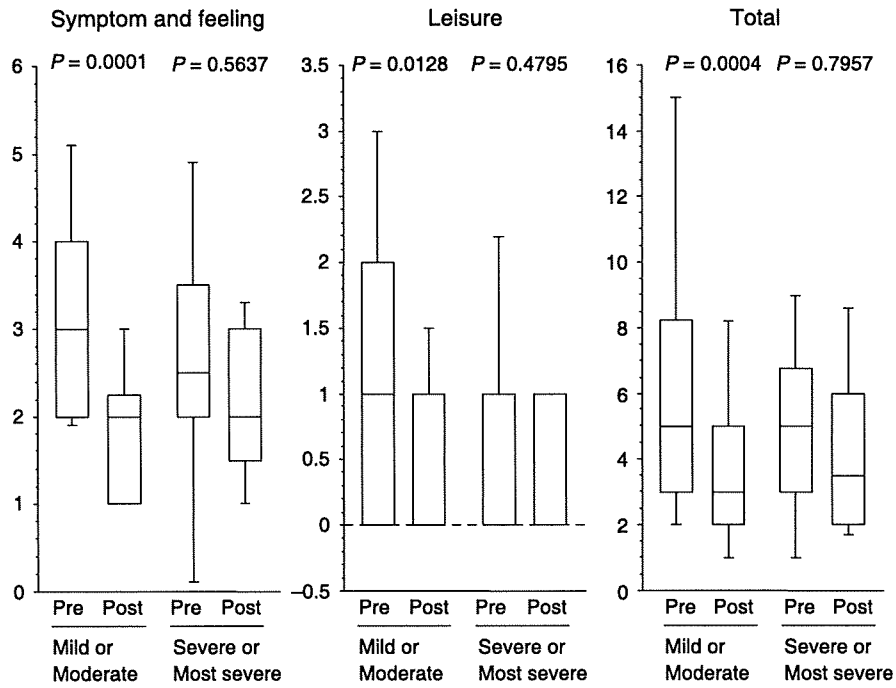 Symptom and feeling
P = 0.0001 P = 0.5637
6
5
4
3
2
1
0
Pre Post Pre Post
Mild or Moderate
Severe or Most severe
Leisure
P = 0.0128 P = 0.4795
3.5
3
2.5
2
1.5
1
0.5
0
−0.5
Pre Post Pre Post
Mild or Moderate
Severe or Most severe
Total
P = 0.0004 P = 0.7957
16
14
12
10
8
6
4
2
0
Pre Post Pre Post
Mild or Moderate
Severe or Most severe